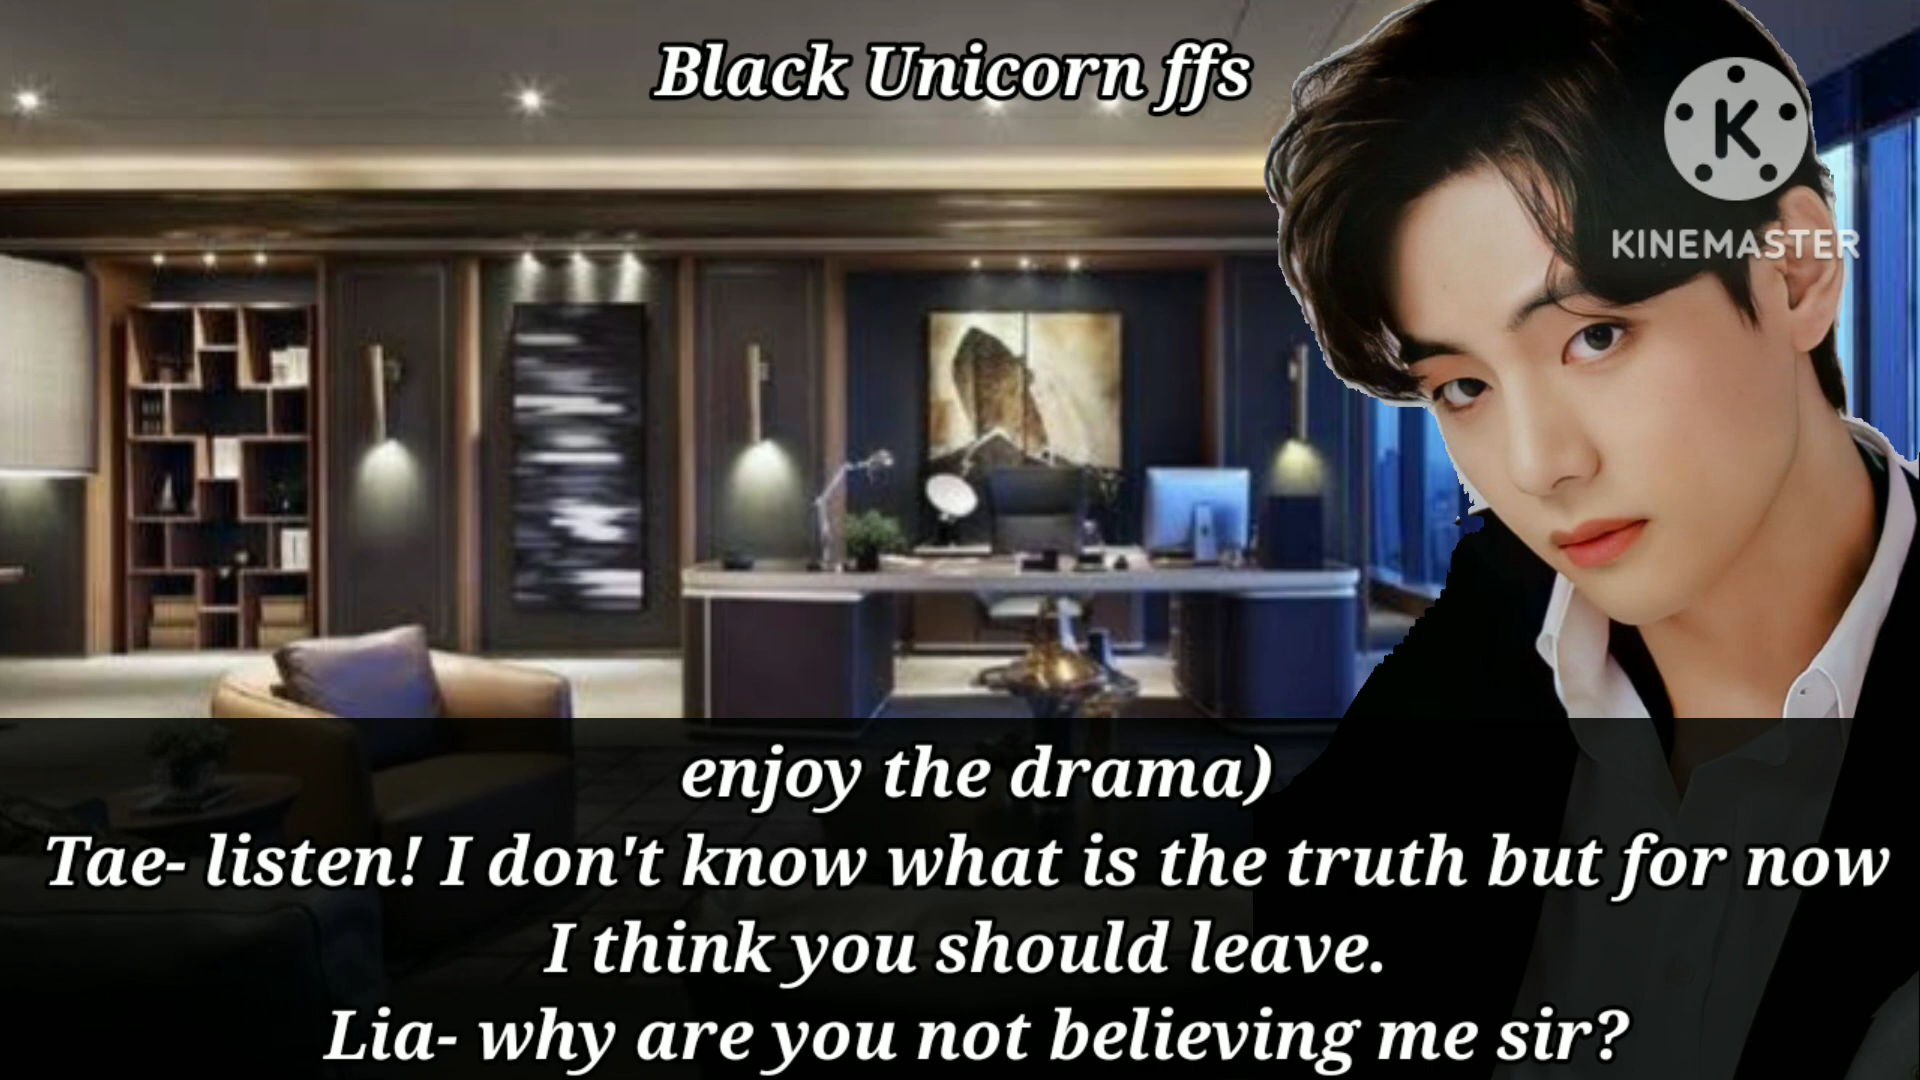 Black Unicorn ffs
K
KINEMASTER
enjoy the drama)
Tae- listen! I don't know what is the truth but for now
I think you should leave.
Lia- why are you not believing me sir?